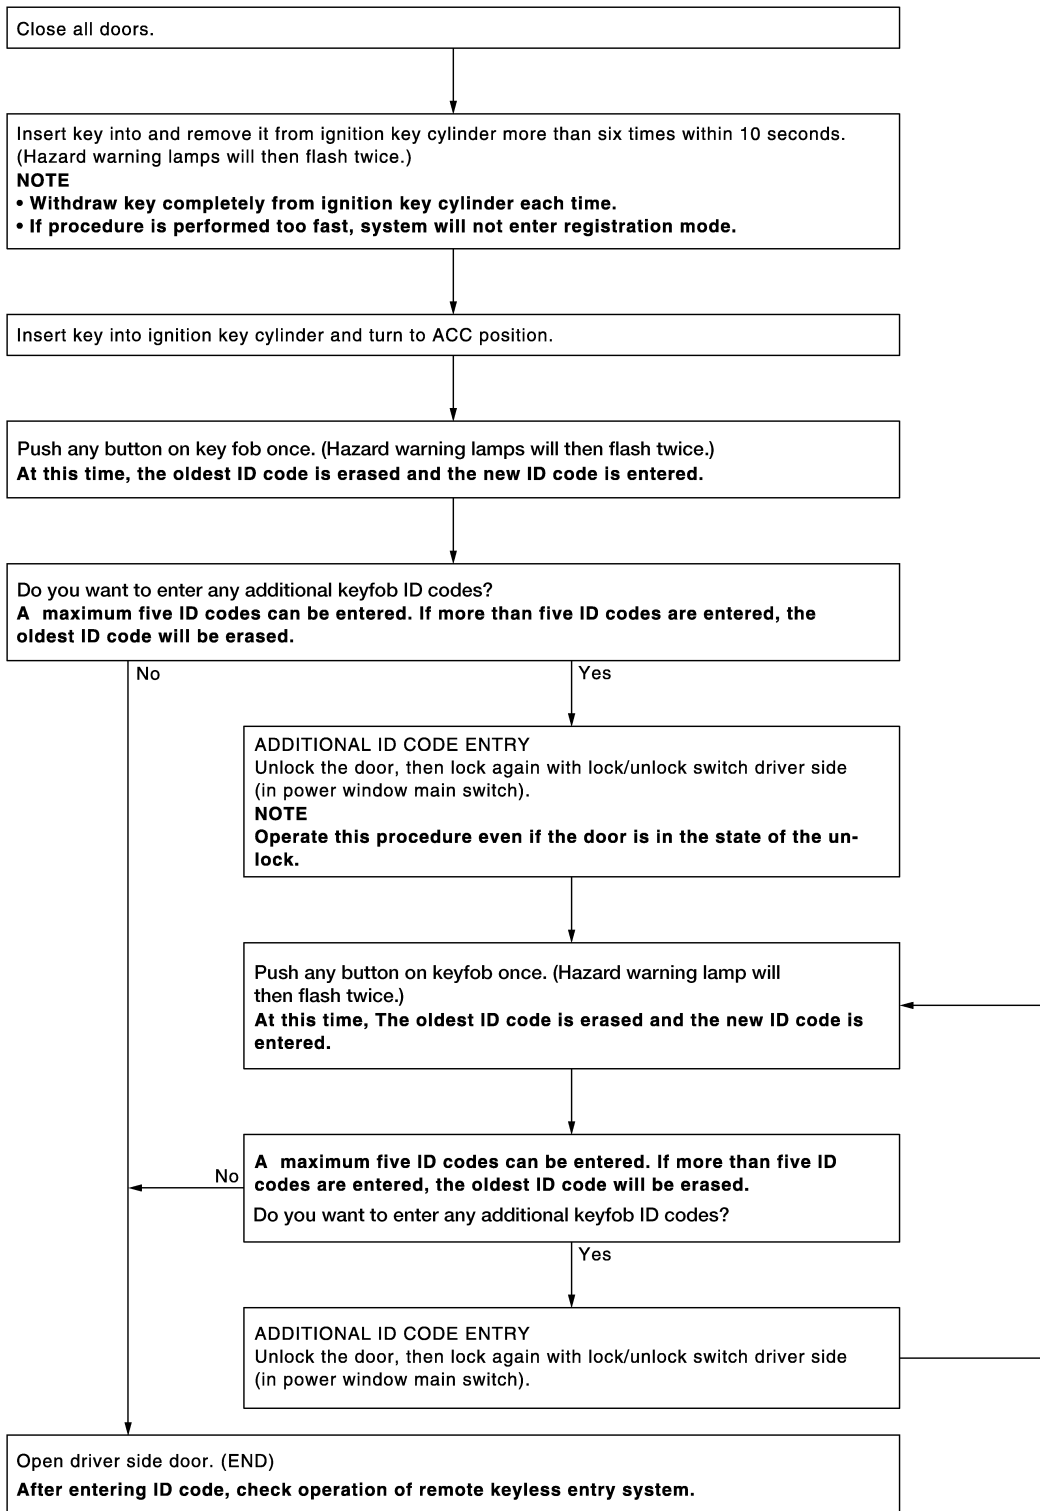 Close all doors.
Insert key into and remove it from ignition key cylinder more than six times within 10 seconds.
(Hazard warning lamps will then flash twice.)
NOTE
• Withdraw key completely from ignition key cylinder each time.
• If procedure is performed too fast, system will not enter registration mode.
Insert key into ignition key cylinder and turn to ACC position.
Push any button on key fob once. (Hazard warning lamps will then flash twice.)
At this time, the oldest ID code is erased and the new ID code is entered.
Do you want to enter any additional keyfob ID codes?
A maximum five ID codes can be entered. If more than five ID codes are entered, the
oldest ID code will be erased.
No
Yes
ADDITIONAL ID CODE ENTRY
Unlock the door, then lock again with lock/unlock switch driver side
(in power window main switch).
NOTE
Operate this procedure even if the door is in the state of the un-
lock.
Push any button on keyfob once. (Hazard warning lamp will
then flash twice.)
At this time, The oldest ID code is erased and the new ID code is
entered.
No
A maximum five ID codes can be entered. If more than five ID
codes are entered, the oldest ID code will be erased.
Do you want to enter any additional keyfob ID codes?
Yes
ADDITIONAL ID CODE ENTRY
Unlock the door, then lock again with lock/unlock switch driver side
(in power window main switch).
Open driver side door. (END)
After entering ID code, check operation of remote keyless entry system.